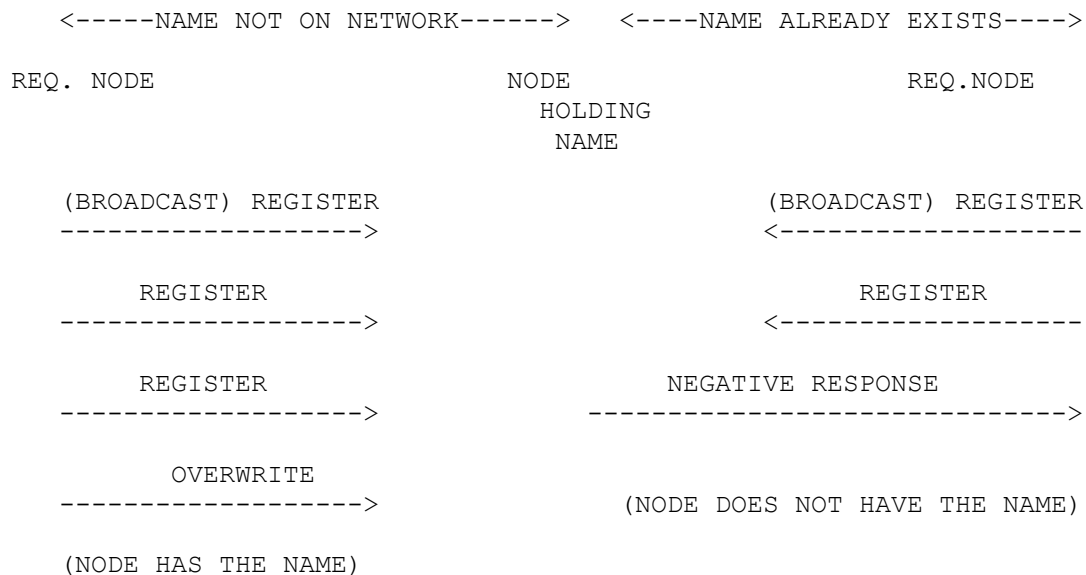 <-----NAME NOT ON NETWORK------> <----NAME ALREADY EXISTS---->
REQ. NODE NODE REQ.NODE
HOLDING
NAME
(BROADCAST) REGISTER (BROADCAST) REGISTER
-------------------> <-------------------
REGISTER REGISTER
-------------------> <-------------------
REGISTER NEGATIVE RESPONSE
-------------------> ------------------------------>
OVERWRITE
-------------------> (NODE DOES NOT HAVE THE NAME)
(NODE HAS THE NAME)